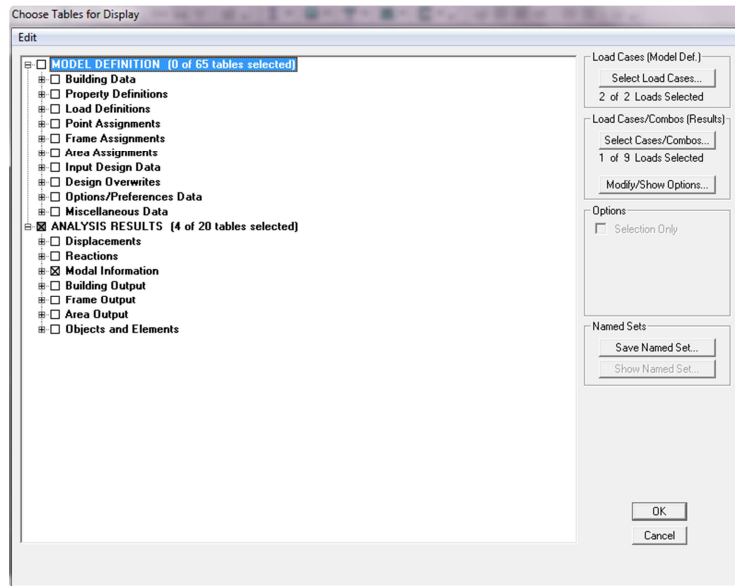 Choose Tables for Display
Edit
MODEL DEFINITION (0 of 65 tables selected)
Building Data
Property Definitions
Load Definitions
Point Assignments
Frame Assignments
Area Assignments
Input Design Data
Design Overwrites
Options/Preferences Data
Miscellaneous Data
ANALYSIS RESULTS (4 of 20 tables selected)
Displacements
Reactions
Modal Information
Building Output
Frame Output
Area Output
Objects and Elements
Load Cases (Model Def.)
Select Load Cases...
2 of 2 Loads Selected
Load Cases/Combos (Results)
Select Cases/Combos...
1 of 9 Loads Selected
Modify/Show Options...
Options
Selection Only
Named Sets
Save Named Set...
Show Named Set...
OK
Cancel